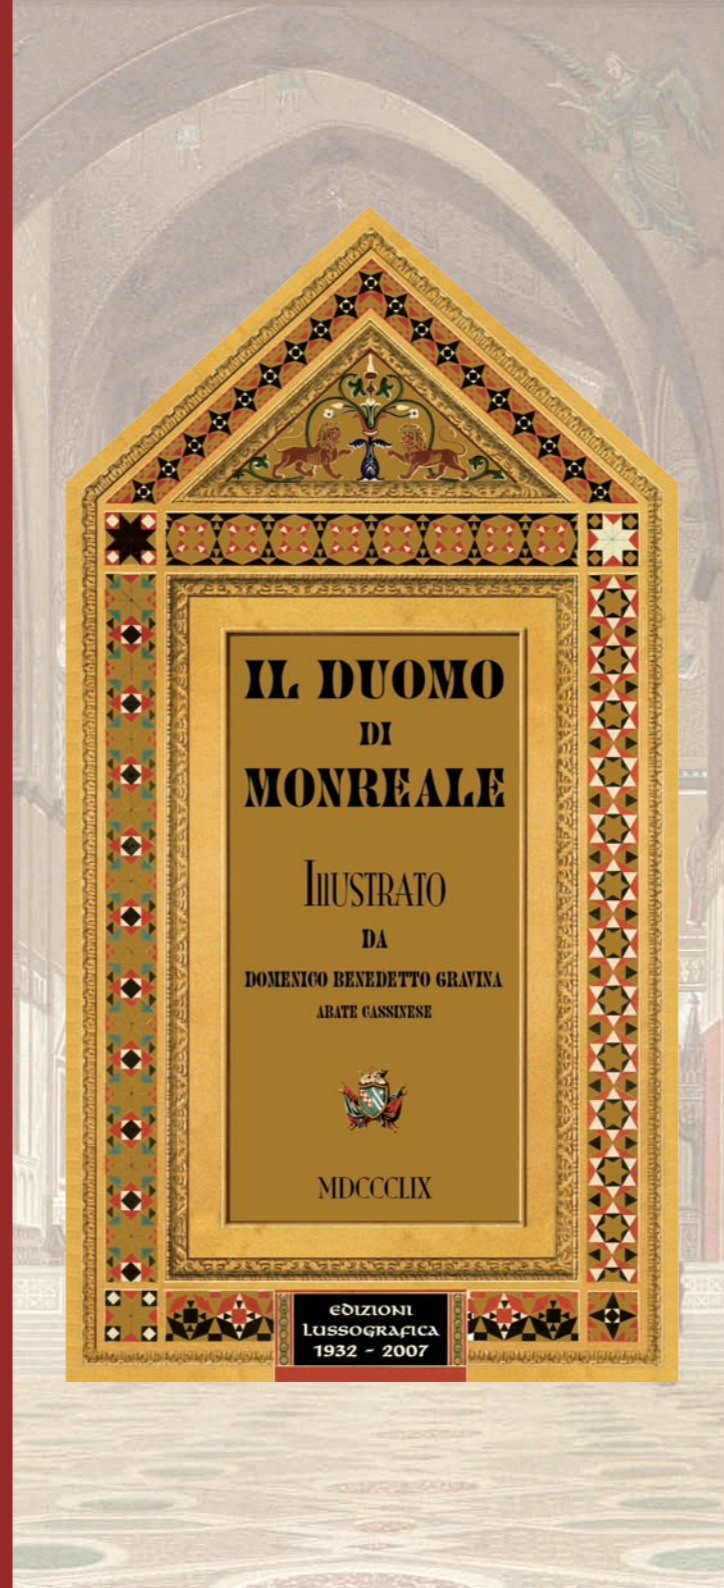 IL DUOMO
DI
MONREALE
IllUSTRATO
DA
DOMENICO BENEDETTO GRAVINA
ABATE CASSINESE
MDCCCLIX
EDIZIONI
LUSSOGRAFICA
1932 - 2007